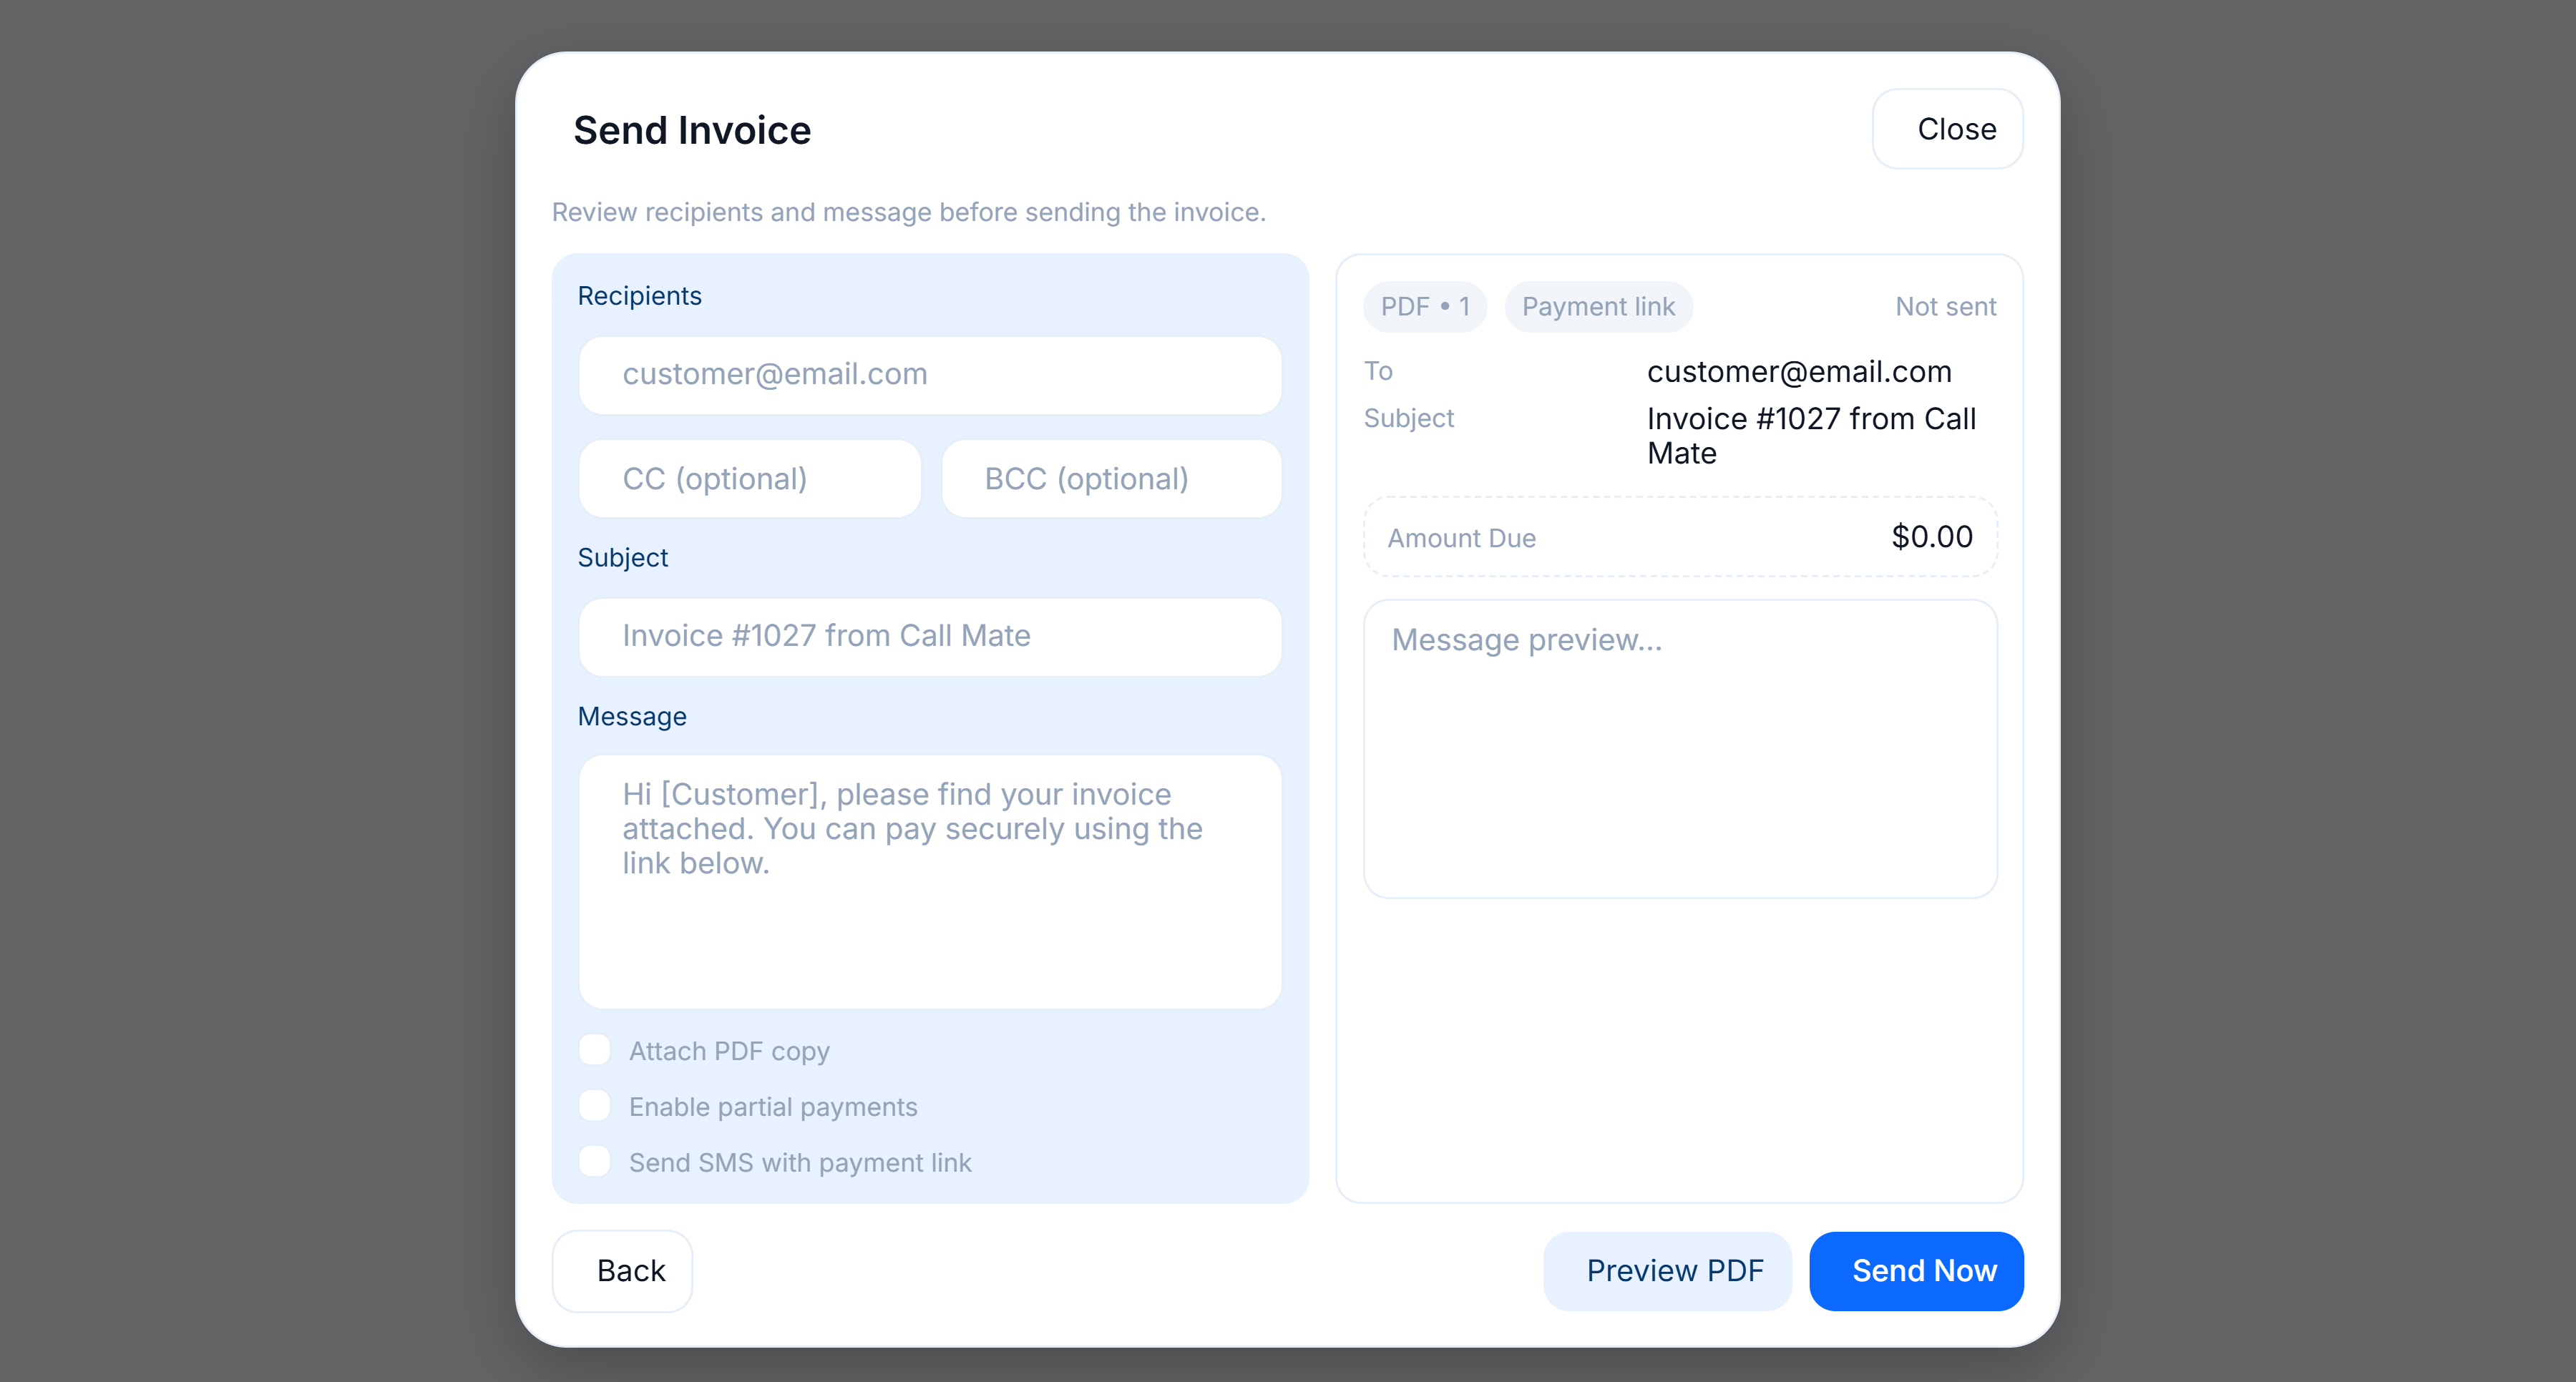 Send Invoice
Close
Review recipients and message before sending the invoice.
Recipients
customer@email.com
CC (optional)
BCC (optional)
Subject
Invoice #1027 from Call Mate
Message
Hi [Customer], please find your invoice
attached. You can pay securely using the
link below.
Attach PDF copy
Enable partial payments
Send SMS with payment link
PDF • 1
Payment link
Not sent
To
customer@email.com
Subject
Invoice #1027 from Call
Mate
Amount Due
$0.00
Message preview...
Back
Preview PDF
Send Now